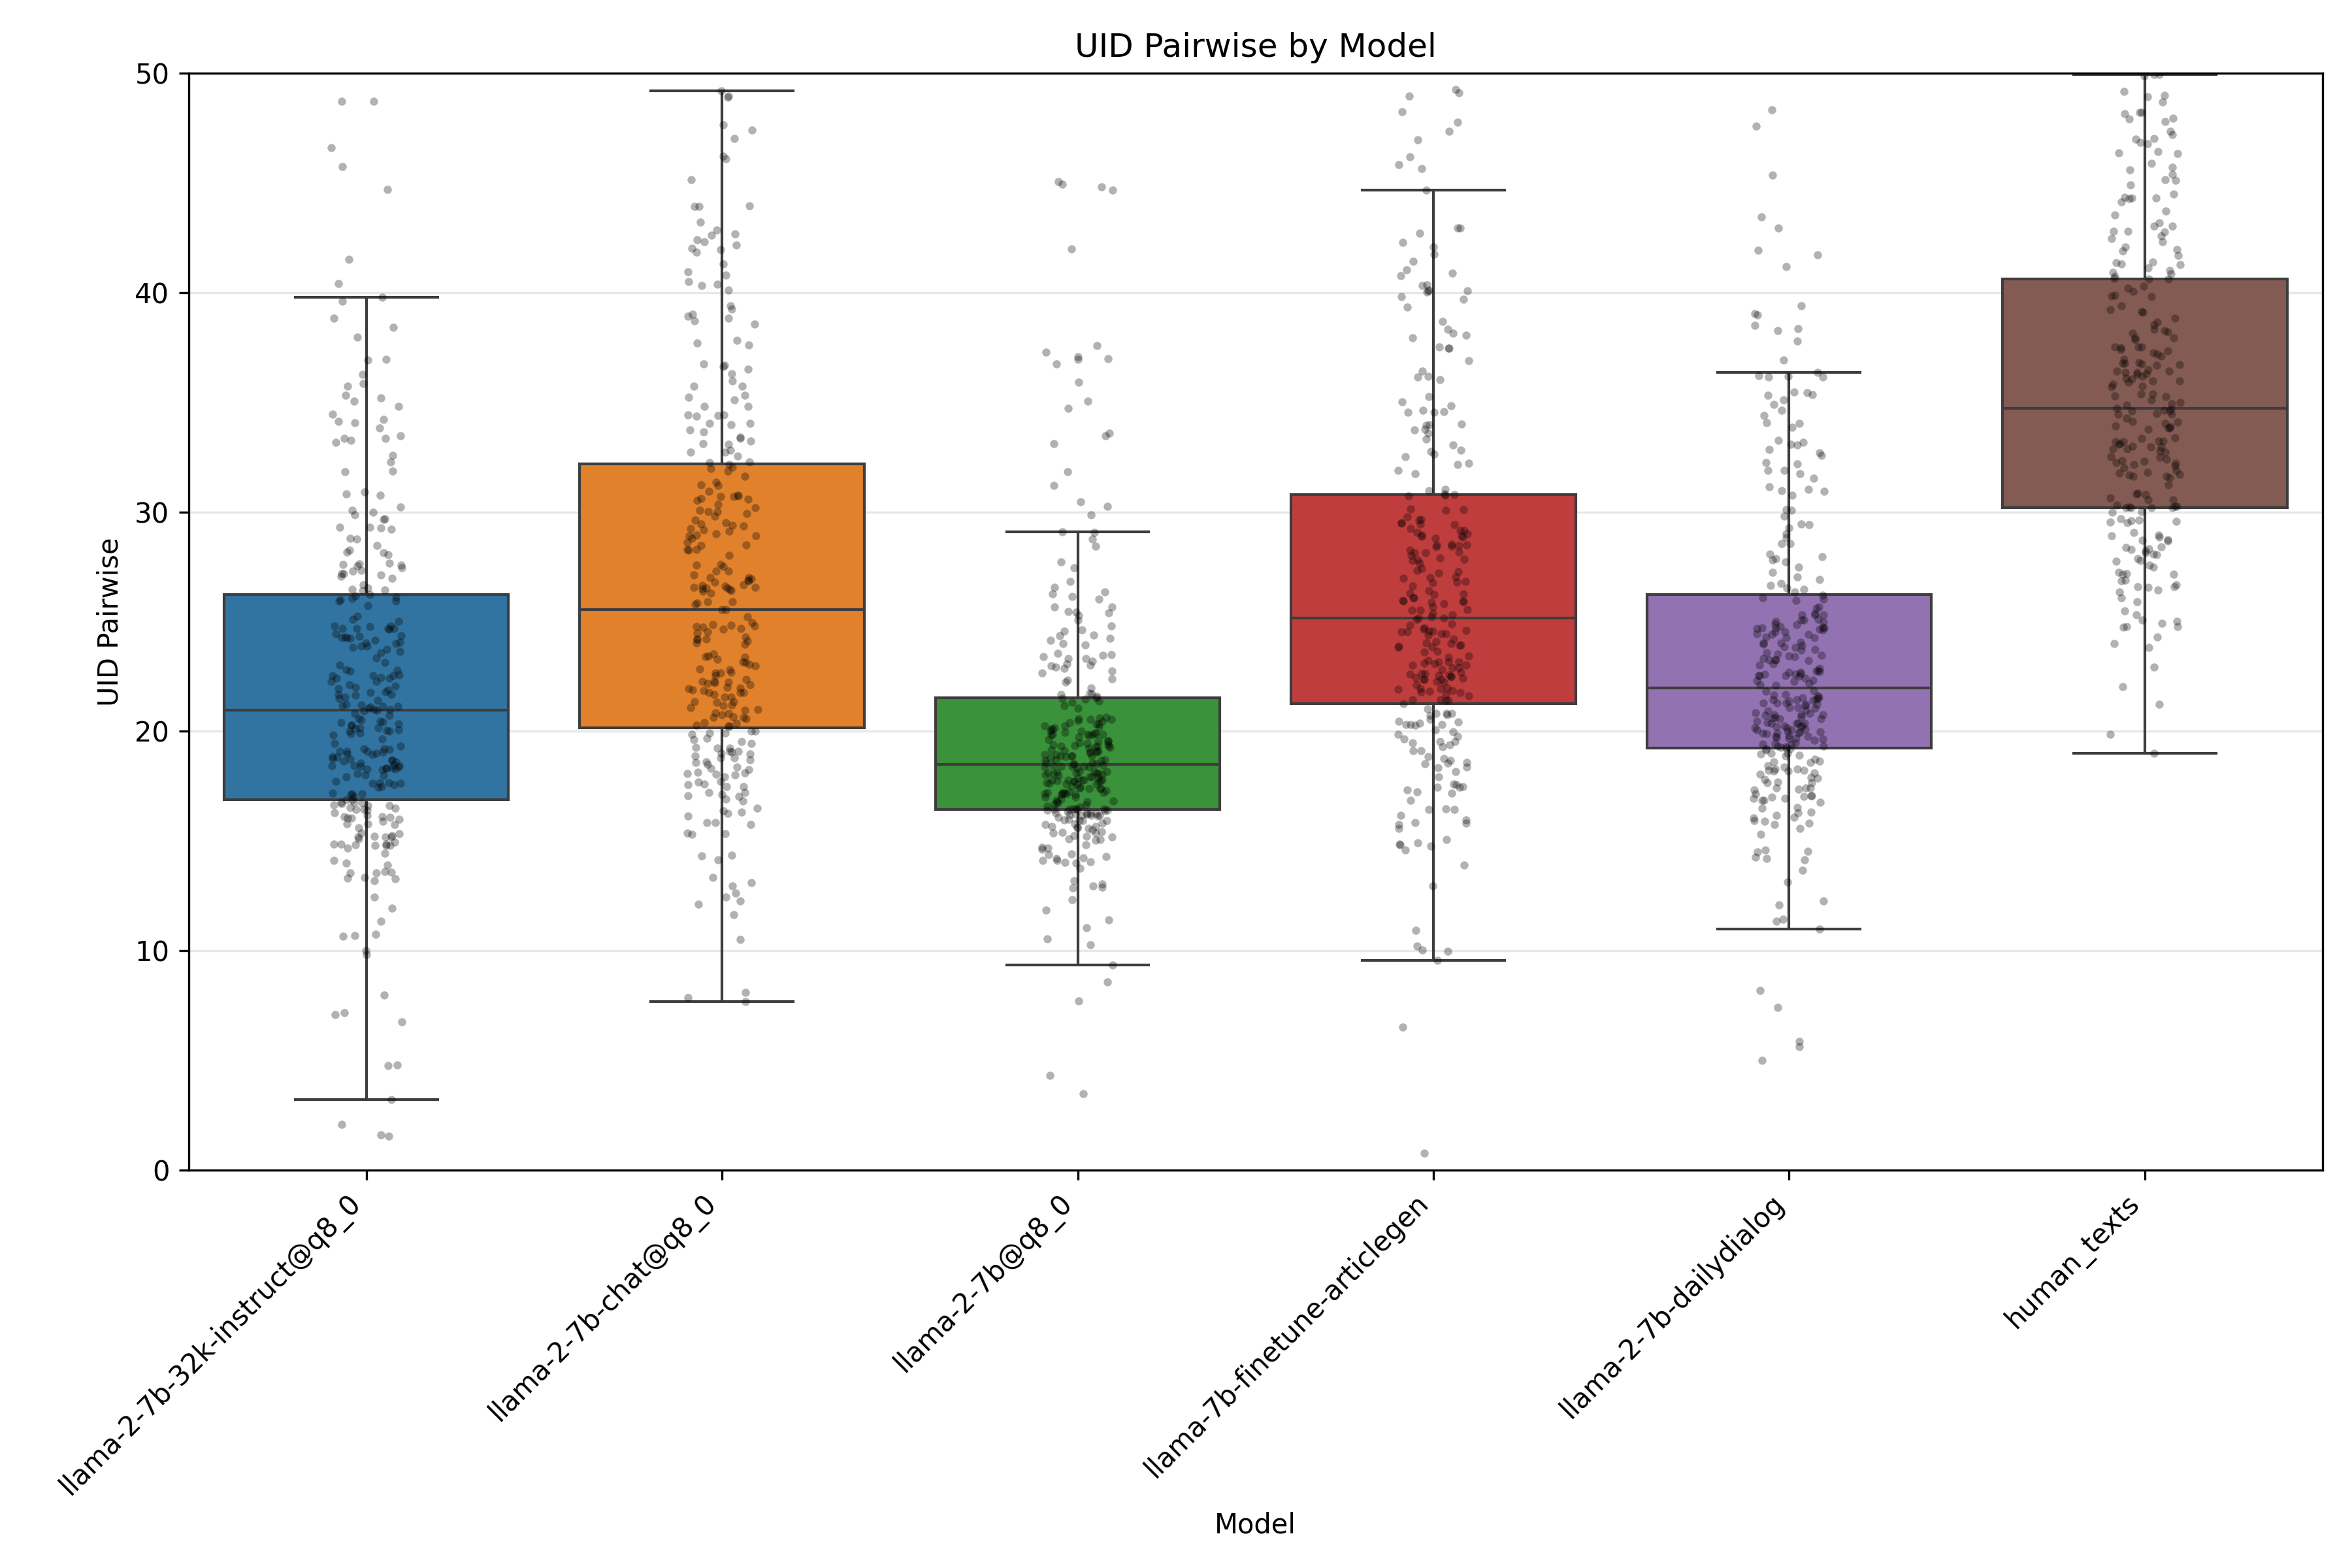 UID Pairwise by Model
UID Pairwise
50
40
30
20
10
0
llama-2-7b-32k-instruct@q8_0
llama-2-7b-chat@q8_0
llama-2-7b@q8_0
llama-7b-finetune-articlegen
llama-2-7b-dailydialog
human_texts
Model